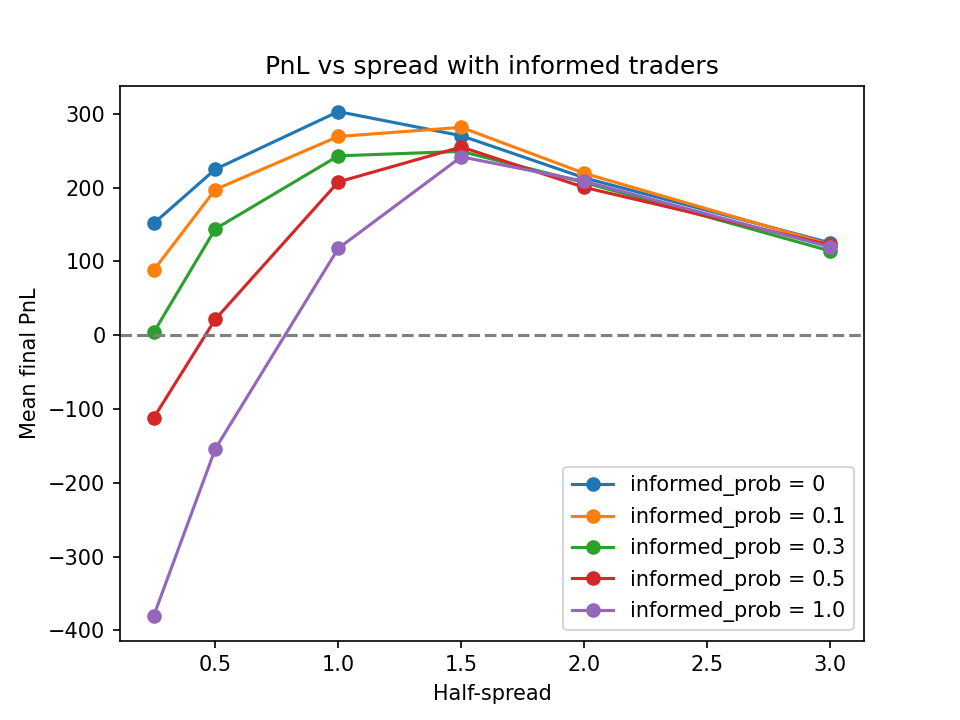 PnL vs spread with informed traders
Mean final PnL
300
200
100
0
−100
−200
−300
−400
informed_prob = 0
informed_prob = 0.1
informed_prob = 0.3
informed_prob = 0.5
informed_prob = 1.0
0.5 1.0 1.5 2.0 2.5 3.0
Half-spread